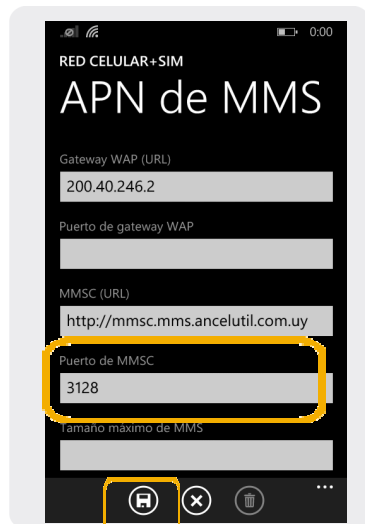 0:00
RED CELULAR+SIM
APN de MMS
Gateway WAP (URL)
200.40.246.2
Puerto de gateway WAP
MMSC (URL)
http://mmsc.mms.ancelutil.com.uy
Puerto de MMSC
3128
Tamaño máximo de MMS